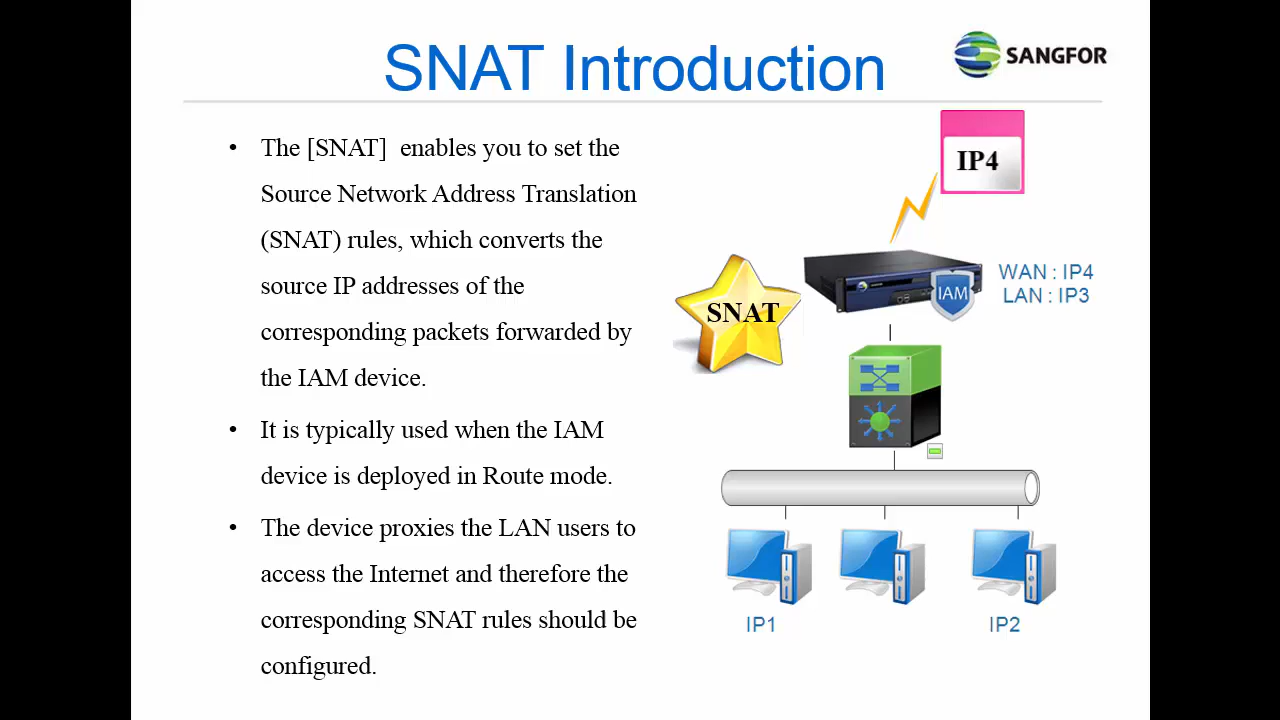 SNAT Introduction
SANGFOR
• The [SNAT] enables you to set the
Source Network Address Translation
(SNAT) rules, which converts the
source IP addresses of the
corresponding packets forwarded by
the IAM device.
• It is typically used when the IAM
device is deployed in Route mode.
• The device proxies the LAN users to
access the Internet and therefore the
corresponding SNAT rules should be
configured.
IP4
SNAT
IAM
WAN : IP4
LAN : IP3
IP1
IP2